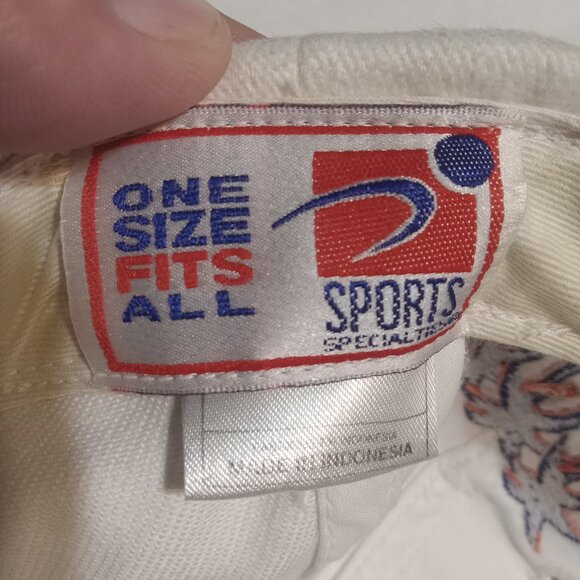 ONE
SIZE
FITS
ALL
SPORTS
SPECIALTIES®
MADE IN INDONESIA